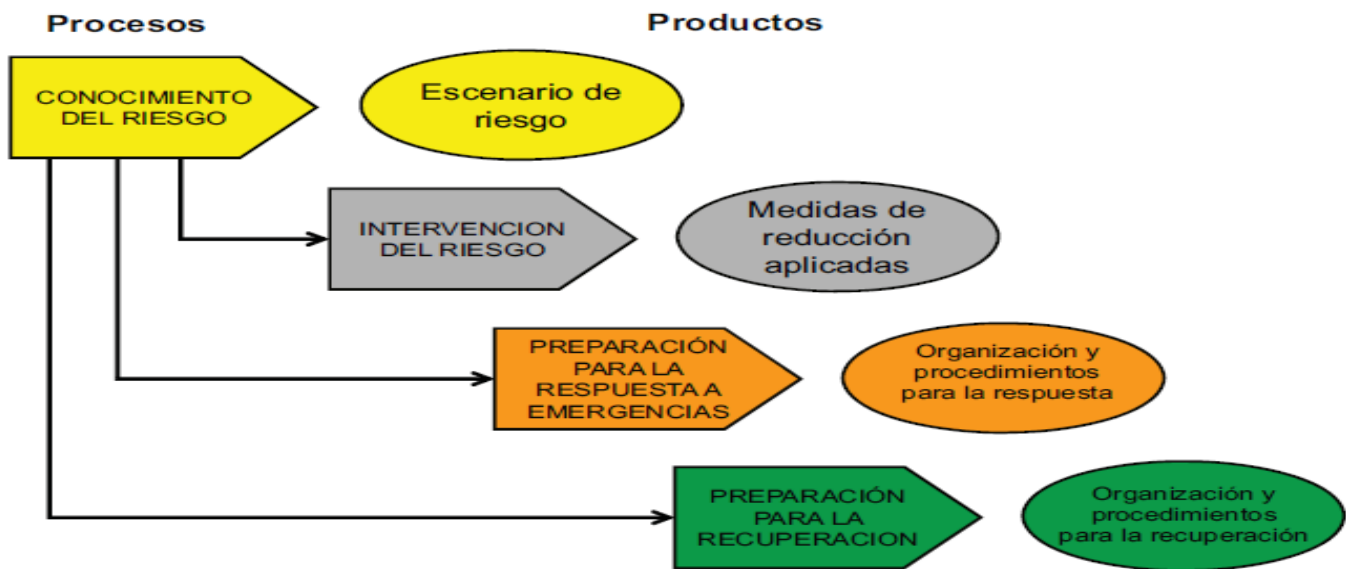 Procesos
Productos
CONOCIMIENTO
DEL RIESGO
Escenario de
riesgo
INTERVENCION
DEL RIESGO
Medidas de
reducción
aplicadas
PREPARACIÓN
PARA LA
RESPUESTA A
EMERGENCIAS
Organización y
procedimientos
para la respuesta
PREPARACIÓN
PARA LA
RECUPERACION
Organización y
procedimientos
para la recuperación